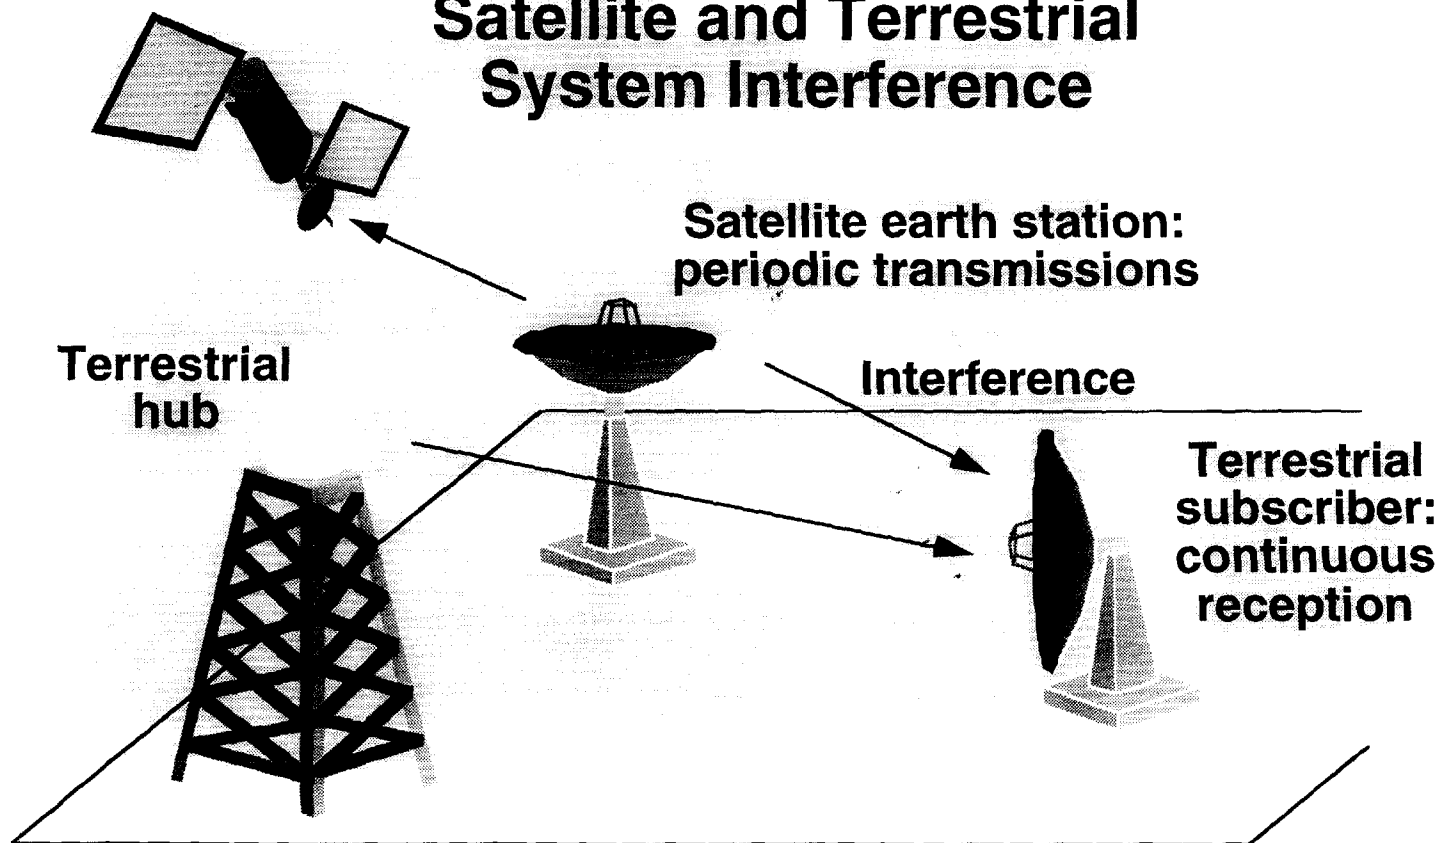 Satellite and Terrestrial
System Interference
Satellite earth station:
periodic transmissions
Terrestrial
hub
Interference
Terrestrial
subscriber:
continuous
reception